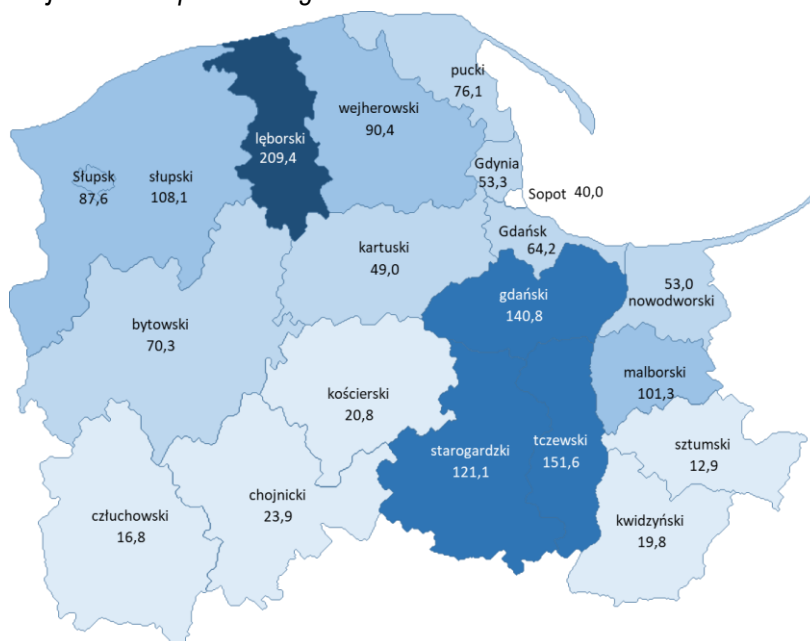 pucki
76,1
wejherowski
90,4
lęborski
209,4
Gdynia
53,3
Słupsk
87,6
słupski
108,1
Sopot 40,0
Gdańsk
64,2
kartuski
49,0
53,0
nowodworski
gdański
140,8
bytowski
70,3
malborski
101,3
kościerski
20,8
starogardzki
121,1
tczewski
151,6
sztumski
12,9
chojnicki
23,9
człuchowski
16,8
kwidzyński
19,8